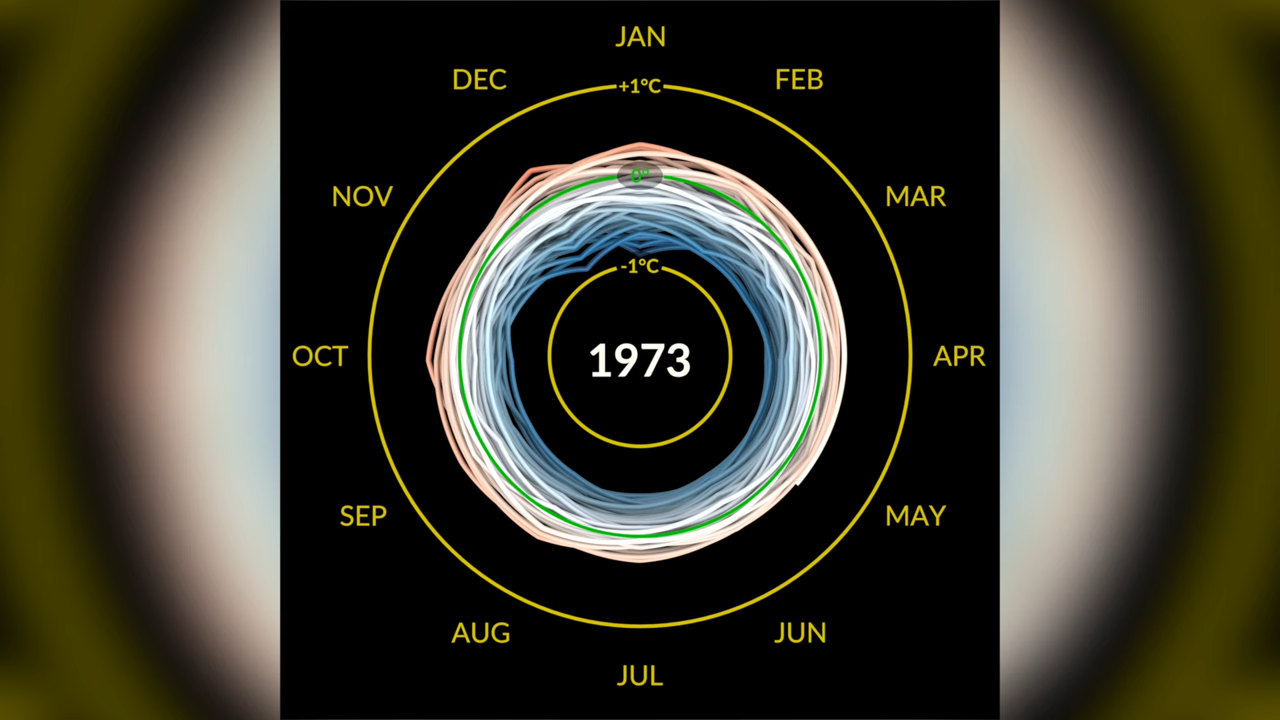 JAN
DEC
FEB
+1°C
0°
NOV
MAR
-1°C
1973
OCT
APR
SEP
MAY
AUG
JUN
JUL